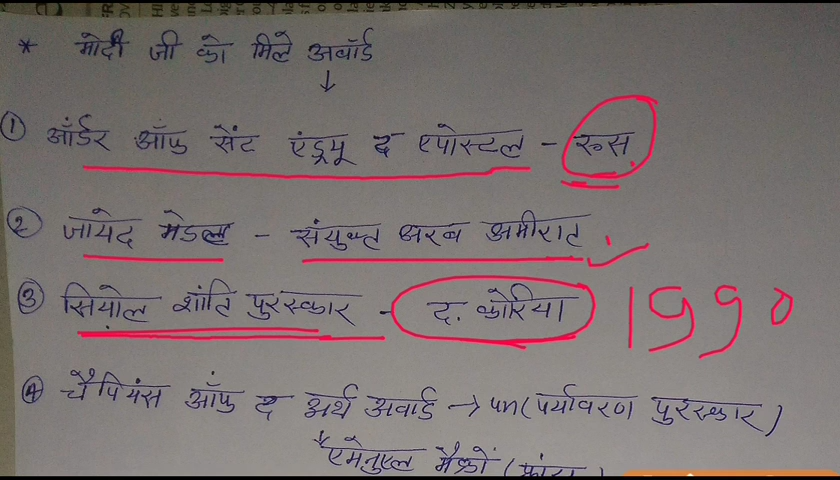 * मोदी जी को मिले अवॉर्ड
↓
① ऑर्डर ऑफ सेंट एंड्रयू द एपोस्टल - रूस
② जायेद मेडल - संयुक्त अरब अमीरात
③ सियोल शांति पुरस्कार - द. कोरिया 1990
④ चैंपियंस ऑफ द अर्थ अवार्ड → un (पर्यावरण पुरस्कार)
एमेनुएल मैक्रों (फ्रांस)